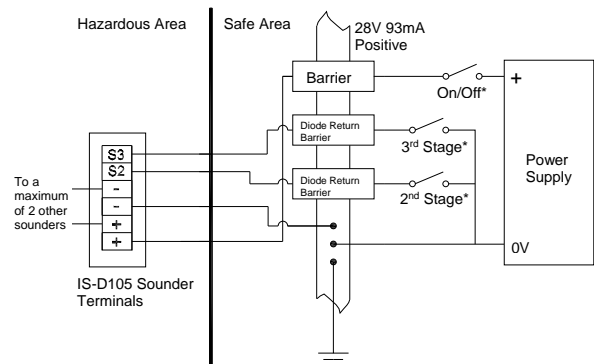 Hazardous Area
Safe Area
28V 93mA
Positive
Barrier
On/Off*
+
Diode Return
Barrier
3rd Stage*
Diode Return
Barrier
2nd Stage*
Power
Supply
0V
S3
S2
-
-
+
+
To a
maximum
of 2 other
sounders
IS-D105 Sounder
Terminals